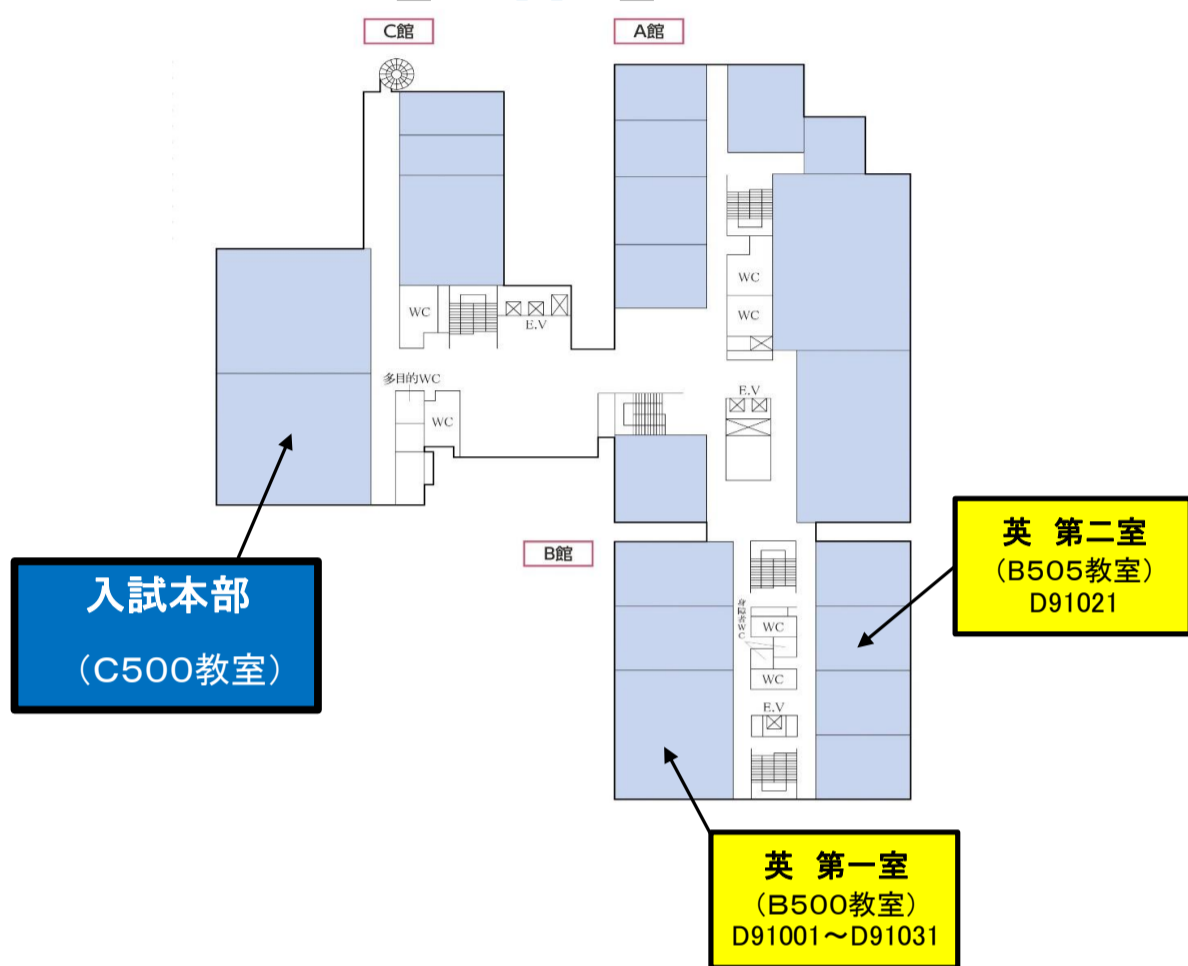 C館
A館
WC
WC
WC
E.V
多目的WC
E.V
WC
B館
英 第二室
(B505教室)
D91021
入試本部
(C500教室)
WC
WC
E.V
英 第一室
(B500教室)
D91001～D91031